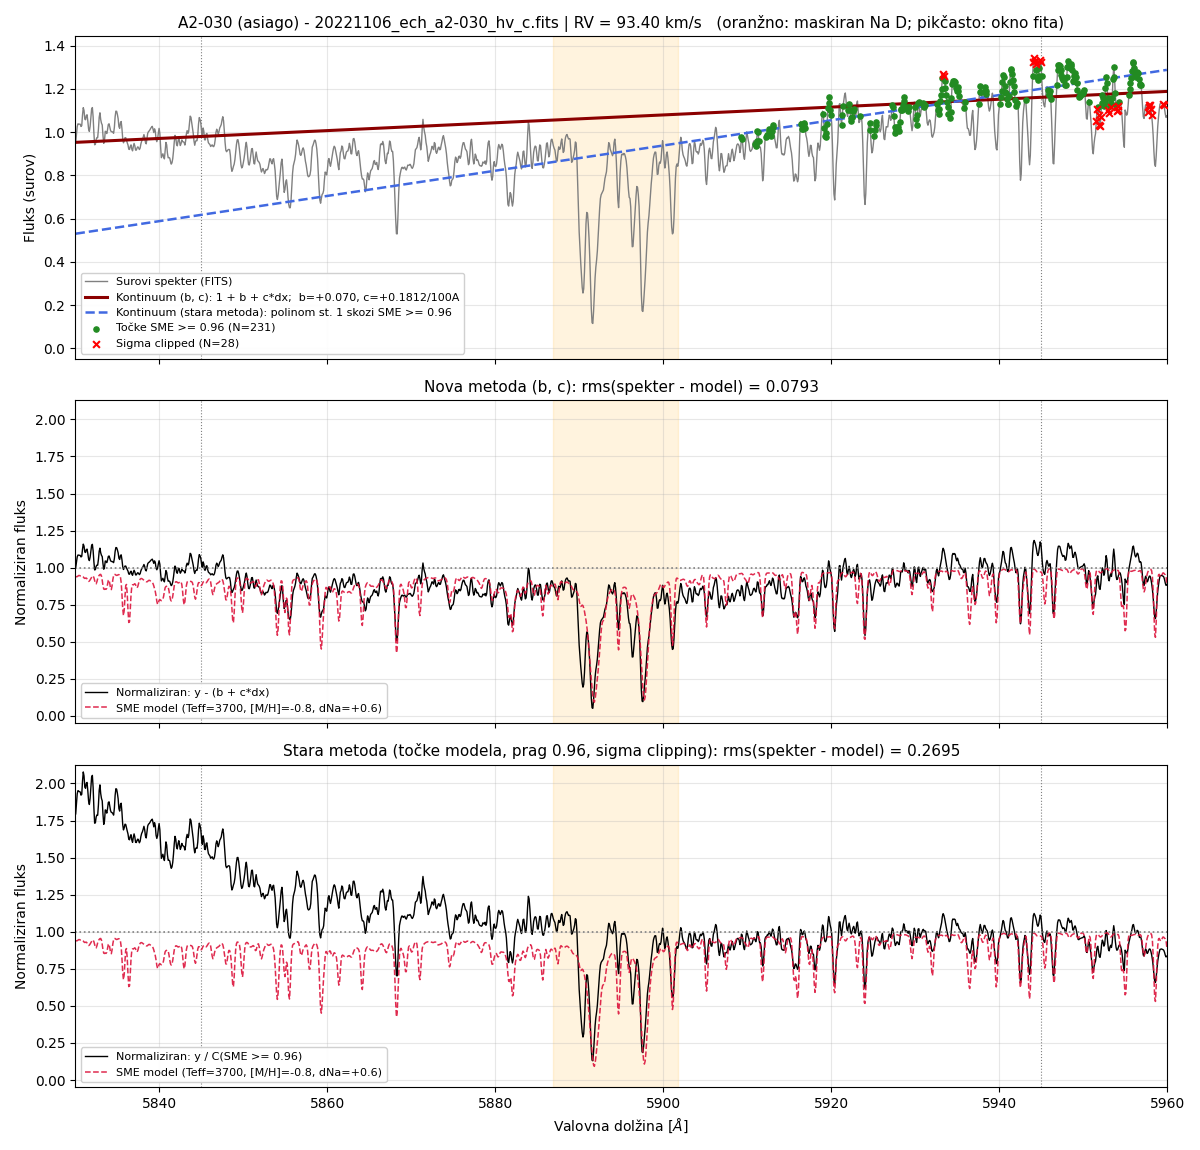 A2-030 (asiago) - 20221106_ech_a2-030_hv_c.fits | RV = 93.40 km/s   (oranžno: maskiran Na D; pikčasto: okno fita)
Fluks (surov)
1.4
1.2
1.0
0.8
0.6
0.4
0.2
0.0
Surovi spekter (FITS)
Kontinuum (b, c): 1 + b + c*dx;  b=+0.070, c=+0.1812/100A
Kontinuum (stara metoda): polinom st. 1 skozi SME >= 0.96
Točke SME >= 0.96 (N=231)
Sigma clipped (N=28)
Nova metoda (b, c): rms(spekter - model) = 0.0793
Normaliziran fluks
2.00
1.75
1.50
1.25
1.00
0.75
0.50
0.25
0.00
Normaliziran: y - (b + c*dx)
SME model (Teff=3700, [M/H]=-0.8, dNa=+0.6)
Stara metoda (točke modela, prag 0.96, sigma clipping): rms(spekter - model) = 0.2695
Normaliziran fluks
2.00
1.75
1.50
1.25
1.00
0.75
0.50
0.25
0.00
Normaliziran: y / C(SME >= 0.96)
SME model (Teff=3700, [M/H]=-0.8, dNa=+0.6)
5840 5860 5880 5900 5920 5940 5960
Valovna dolžina [Å]